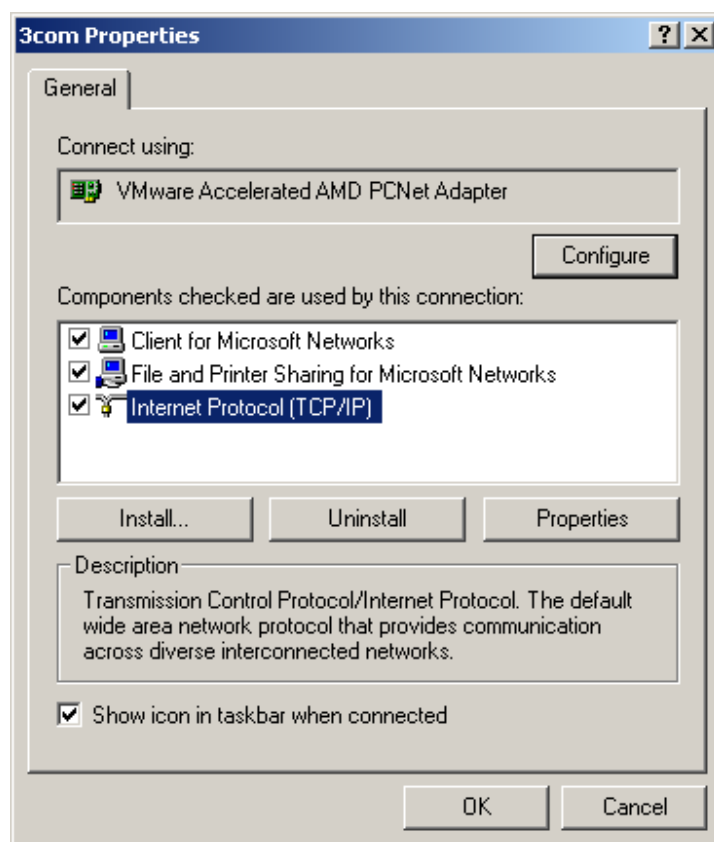 3com Properties
General
Connect using:
VMware Accelerated AMD PCNet Adapter
Configure
Components checked are used by this connection:
Client for Microsoft Networks
File and Printer Sharing for Microsoft Networks
Internet Protocol (TCP/IP)
Install...
Uninstall
Properties
Description
Transmission Control Protocol/Internet Protocol. The default
wide area network protocol that provides communication
across diverse interconnected networks.
Show icon in taskbar when connected
OK
Cancel